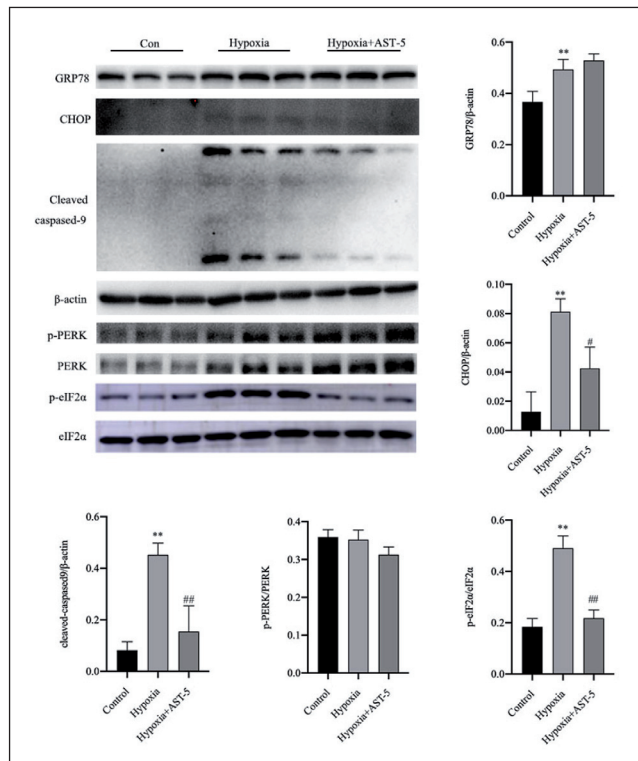 Con Hypoxia Hypoxia+AST-5
GRP78
CHOP
Cleaved
caspased-9
β-actin
p-PERK
PERK
p-eIF2α
eIF2α
GRP78/β-actin
0.6
0.4
0.2
0.0
**
Control
Hypoxia
Hypoxia+AST-5
CHOP/β-actin
0.10
0.08
0.06
0.04
0.02
0.00
**
#
Control
Hypoxia
Hypoxia+AST-5
cleaved-caspased9/β-actin
0.6
0.4
0.2
0.0
**
##
Control
Hypoxia
Hypoxia+AST-5
p-PERK/PERK
0.4
0.3
0.2
0.1
0.0
Control
Hypoxia
Hypoxia+AST-5
p-eIF2α/eIF2α
0.6
0.4
0.2
0.0
**
##
Control
Hypoxia
Hypoxia+AST-5